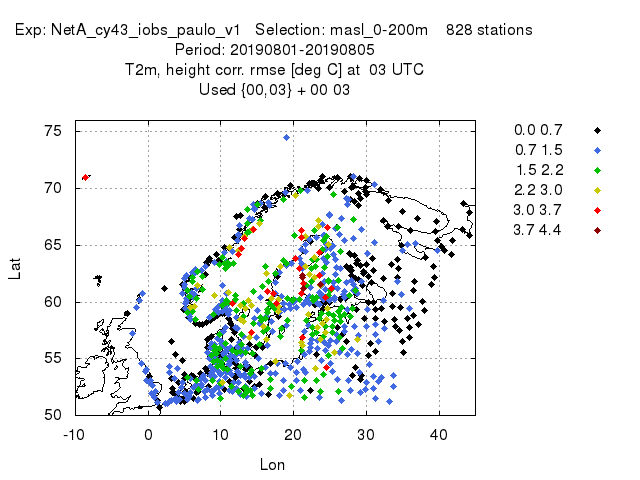 Exp: NetA_cy43_iobs_paulo_v1 Selection: masl_0-200m 828 stations
Period: 20190801-20190805
T2m, height corr. rmse [deg C] at 03 UTC
Used {00,03} + 00 03
75
70
65
60
55
50
Lat
-10 0 10 20 30 40
Lon
0.0 0.7
0.7 1.5
1.5 2.2
2.2 3.0
3.0 3.7
3.7 4.4